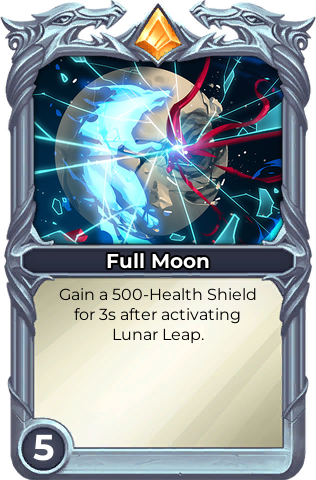 Full Moon
Gain a 500-Health Shield
for 3s after activating
Lunar Leap.
5